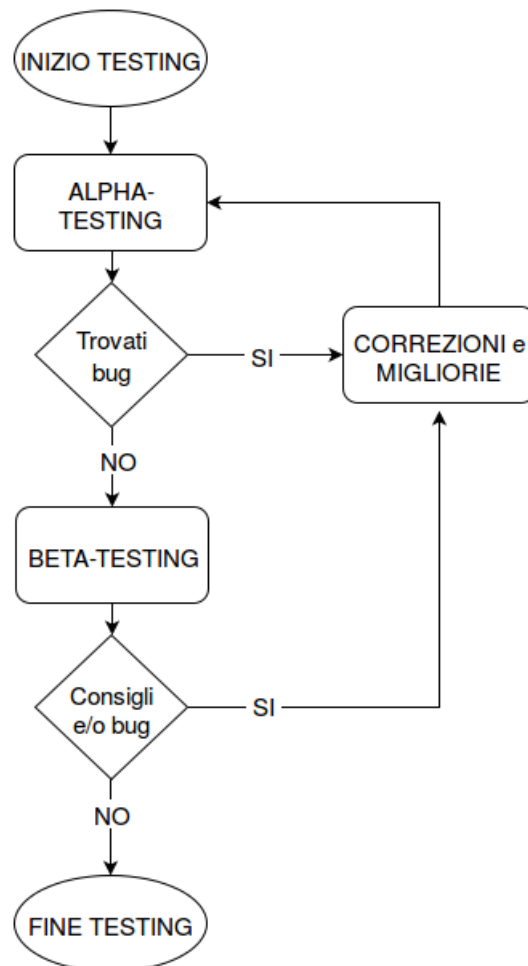 INIZIO TESTING
ALPHA-
TESTING
Trovati
bug
SI
CORREZIONI e
MIGLIORIE
NO
BETA-TESTING
Consigli
e/o bug
SI
NO
FINE TESTING